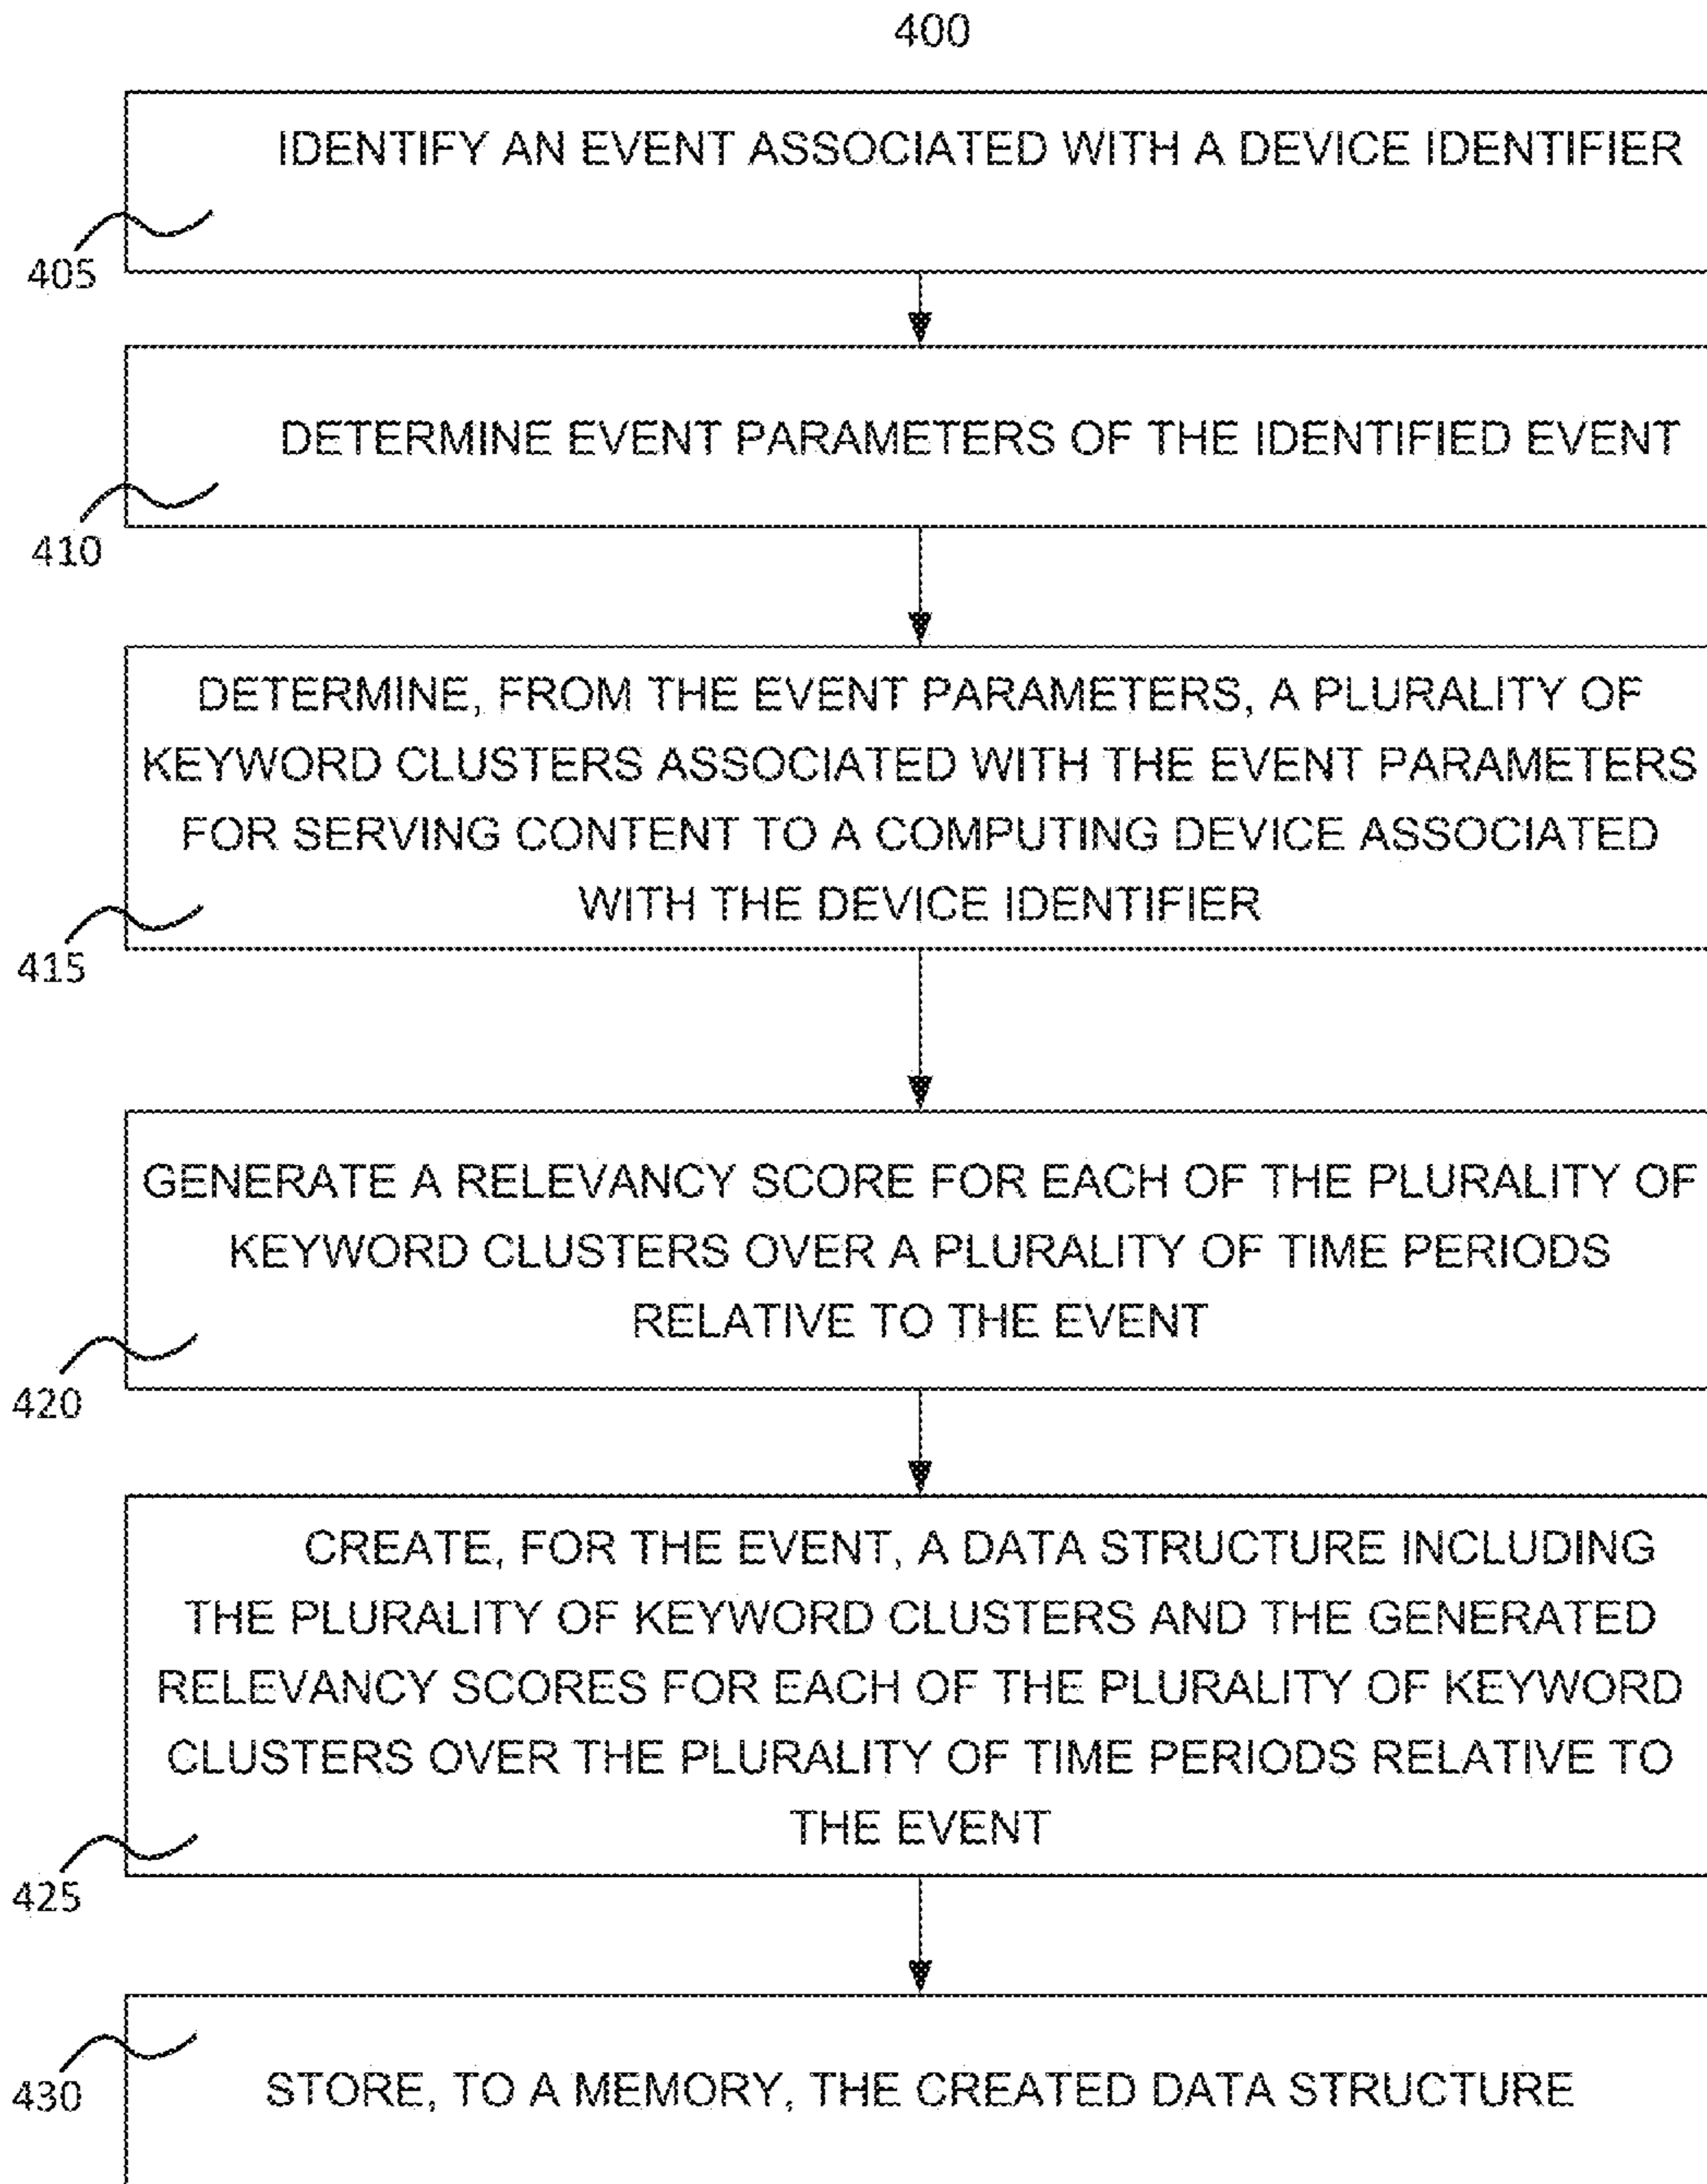 400
IDENTIFY AN EVENT ASSOCIATED WITH A DEVICE IDENTIFIER
405
DETERMINE EVENT PARAMETERS OF THE IDENTIFIED EVENT
410
DETERMINE, FROM THE EVENT PARAMETERS, A PLURALITY OF
KEYWORD CLUSTERS ASSOCIATED WITH THE EVENT PARAMETERS
FOR SERVING CONTENT TO A COMPUTING DEVICE ASSOCIATED
WITH THE DEVICE IDENTIFIER
415
GENERATE A RELEVANCY SCORE FOR EACH OF THE PLURALITY OF
KEYWORD CLUSTERS OVER A PLURALITY OF TIME PERIODS
RELATIVE TO THE EVENT
420
CREATE, FOR THE EVENT, A DATA STRUCTURE INCLUDING
THE PLURALITY OF KEYWORD CLUSTERS AND THE GENERATED
RELEVANCY SCORES FOR EACH OF THE PLURALITY OF KEYWORD
CLUSTERS OVER THE PLURALITY OF TIME PERIODS RELATIVE TO
THE EVENT
425
STORE, TO A MEMORY, THE CREATED DATA STRUCTURE
430